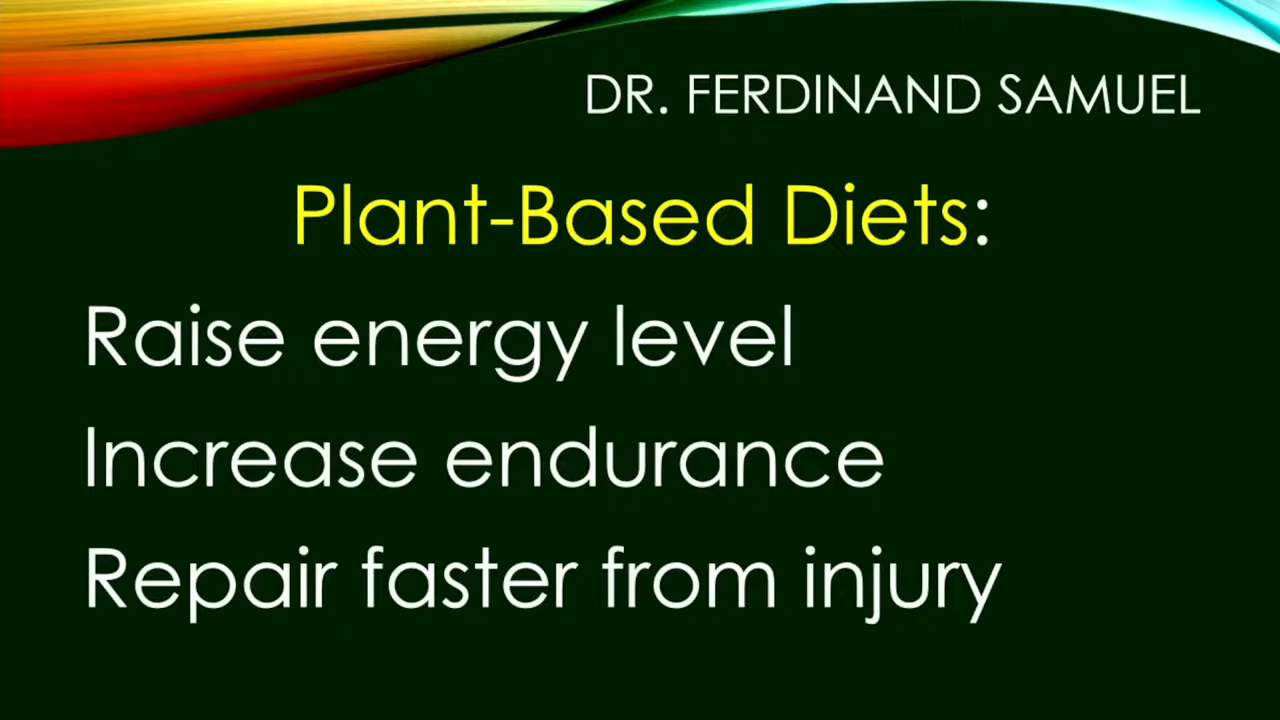 DR. FERDINAND SAMUEL
Plant-Based Diets:
Raise energy level
Increase endurance
Repair faster from injury